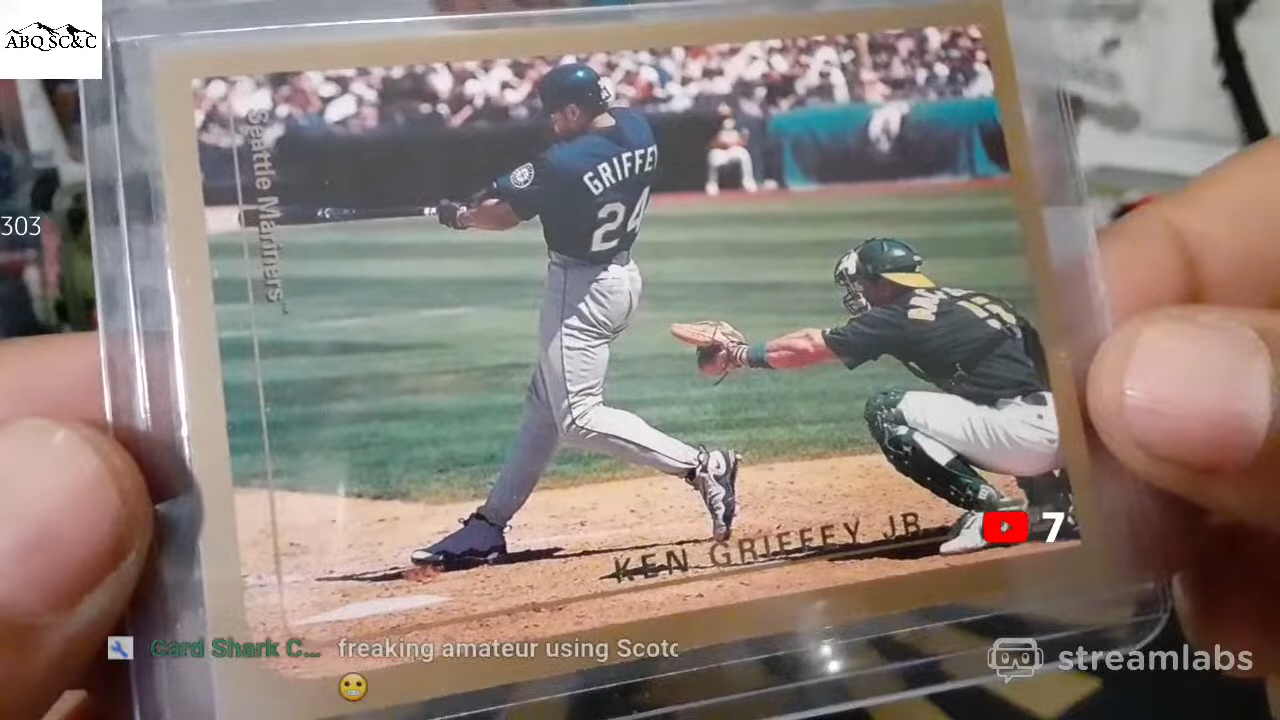 ABQ SC&C
303
Seattle Mariners
GRIFFEY
24
KEN GRIFFEY JR.
7
Card Shark C...
freaking amateur using Scotc
streamlabs